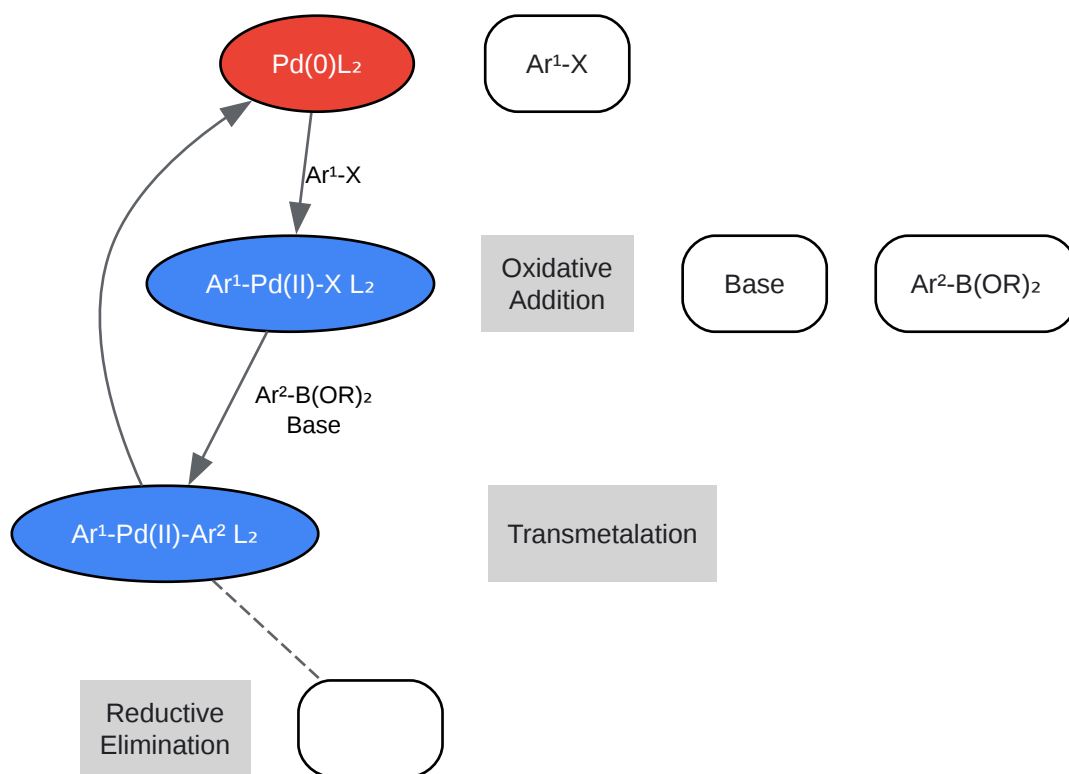 Pd(0)L₂
Ar¹-X
Ar¹-X
Ar¹-Pd(II)-X L₂
Oxidative
Addition
Base
Ar²-B(OR)₂
Ar²-B(OR)₂
Base
Ar¹-Pd(II)-Ar² L₂
Transmetalation
Reductive
Elimination